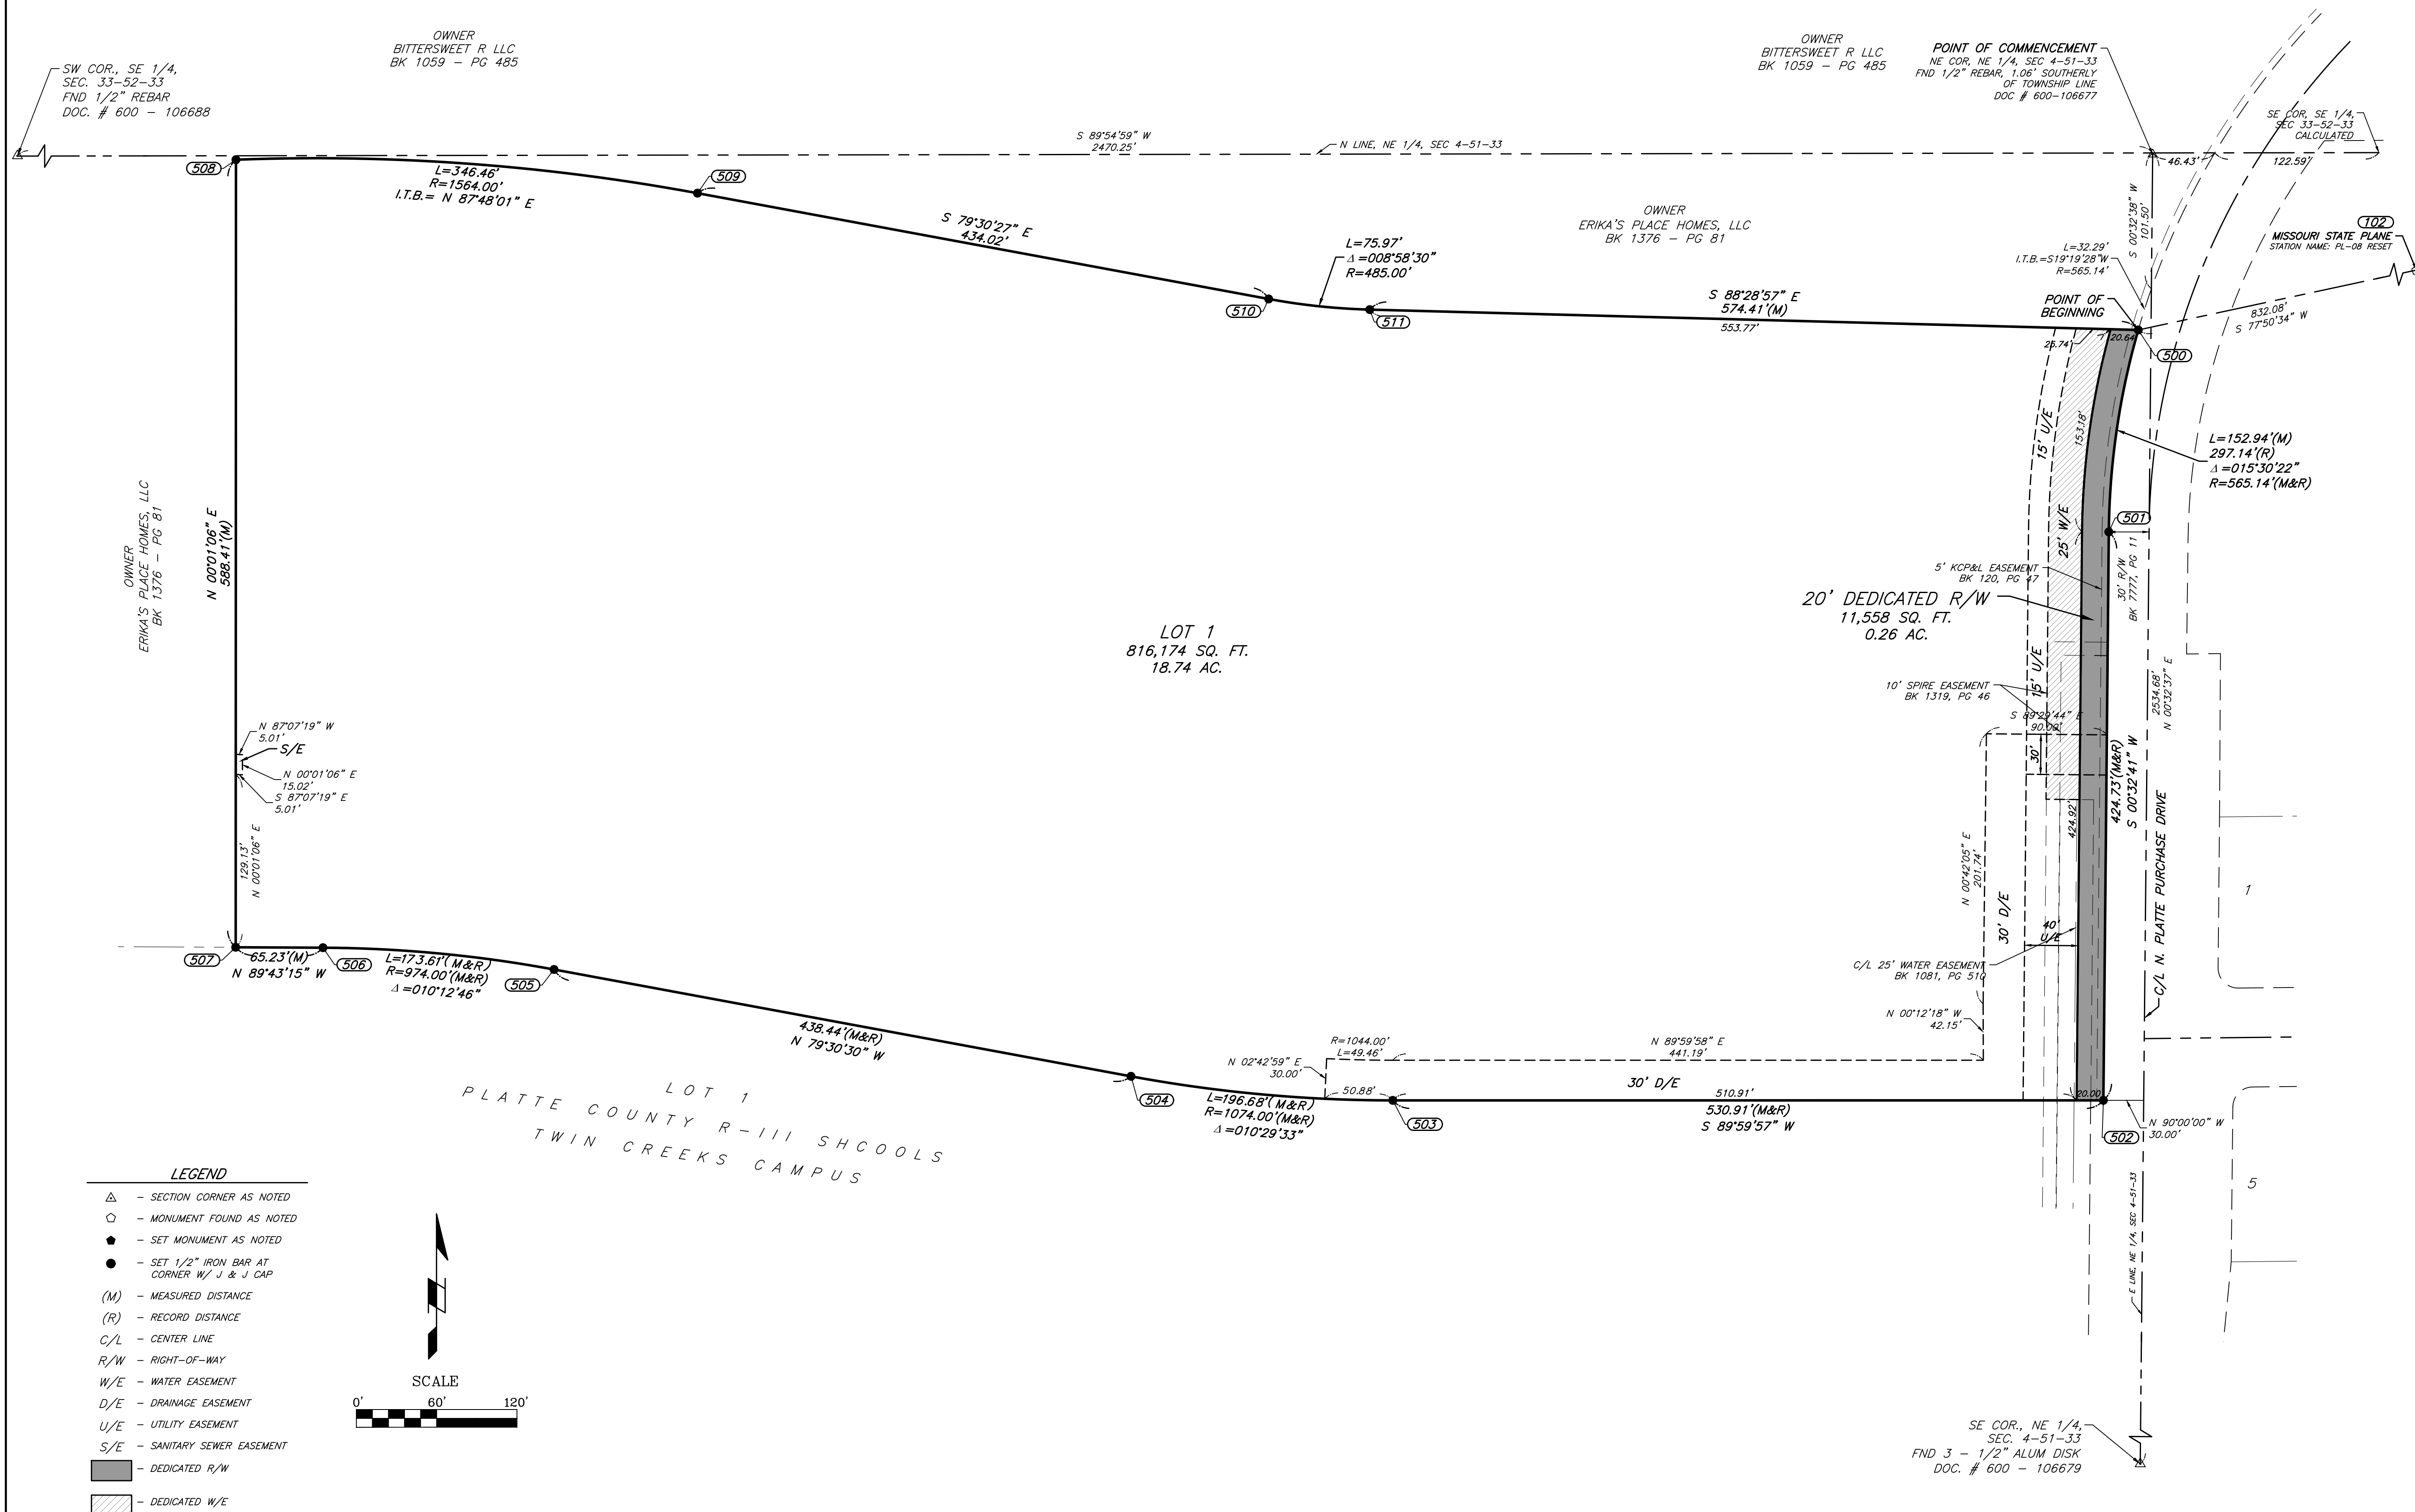 OWNER
BITTERSWEET R LLC
BK 1059 – PG 485
SW COR., SE 1/4,
SEC. 33–52–33
FND 1/2" REBAR
DOC. # 600 – 106688
OWNER
BITTERSWEET R LLC
BK 1059 – PG 485
POINT OF COMMENCEMENT
NE COR, NE 1/4, SEC 4–51–33
FND 1/2" REBAR, 1.06' SOUTHERLY
OF TOWNSHIP LINE
DOC # 600–106677
SE COR, SE 1/4,
SEC 33–52–33
CALCULATED
S 89°54'59" W
2470.25'
N LINE, NE 1/4, SEC 4–51–33
46.43'
122.59'
508
L=346.46'
R=1564.00'
I.T.B.= N 87°48'01" E
509
S 79°30'27" E
434.02'
OWNER
ERIKA'S PLACE HOMES, LLC
BK 1376 – PG 81
S 00°32'38" W
101.50'
102
MISSOURI STATE PLANE
STATION NAME: PL–08 RESET
L=75.97'
Δ =008°58'30"
R=485.00'
L=32.29'
I.T.B.=S19°19'28"W
R=565.14'
510
511
S 88°28'57" E
574.41'(M)
553.77'
POINT OF
BEGINNING
832.08'
S 77°50'34" W
25.74'
20.64'
500
15' U/E
153.18'
L=152.94'(M)
297.14'(R)
Δ =015°30'22"
R=565.14'(M&R)
OWNER
ERIKA'S PLACE HOMES, LLC
BK 1376 – PG 81
N 00°01'06" E
588.41'(M)
25' W/E
501
30' R/W
BK 7777, PG 11
5' KCP&L EASEMENT
BK 120, PG 47
20' DEDICATED R/W
11,558 SQ. FT.
0.26 AC.
LOT 1
816,174 SQ. FT.
18.74 AC.
15' U/E
10' SPIRE EASEMENT
BK 1319, PG 46
2534.68'
N 00°32'37" E
S 89°29'44" E
90.00'
30'
N 87°07'19" W
5.01'
S/E
N 00°01'06" E
15.02'
S 87°07'19" E
5.01'
424.73'(M&R)
S 00°32'41" W
424.92'
129.13'
N 00°01'06" E
N 00°42'05" E
201.74'
30' D/E
40'
U/E
C/L N. PLATTE PURCHASE DRIVE
1
507
65.23'(M)
N 89°43'15" W
506
L=173.61'(M&R)
R=974.00'(M&R)
Δ =010°12'46"
505
C/L 25' WATER EASEMENT
BK 1081, PG 510
N 00°12'18" W
42.15'
438.44'(M&R)
N 79°30'30" W
R=1044.00'
L=49.46'
N 89°59'58" E
441.19'
N 02°42'59" E
30.00'
504
50.88'
L=196.68'(M&R)
R=1074.00'(M&R)
Δ =010°29'33"
503
30' D/E
510.91'
530.91'(M&R)
S 89°59'57" W
20.00'
502
N 90°00'00" W
30.00'
LOT 1
PLATTE COUNTY R–III SHCOOLS
TWIN CREEKS CAMPUS
5
E LINE, NE 1/4, SEC 4–51–33
LEGEND
– SECTION CORNER AS NOTED
– MONUMENT FOUND AS NOTED
– SET MONUMENT AS NOTED
– SET 1/2" IRON BAR AT
CORNER W/ J & J CAP
(M) – MEASURED DISTANCE
(R) – RECORD DISTANCE
C/L – CENTER LINE
R/W – RIGHT–OF–WAY
W/E – WATER EASEMENT
D/E – DRAINAGE EASEMENT
U/E – UTILITY EASEMENT
S/E – SANITARY SEWER EASEMENT
– DEDICATED R/W
– DEDICATED W/E
SCALE
0' 60' 120'
SE COR., NE 1/4,
SEC. 4–51–33
FND 3 – 1/2" ALUM DISK
DOC. # 600 – 106679